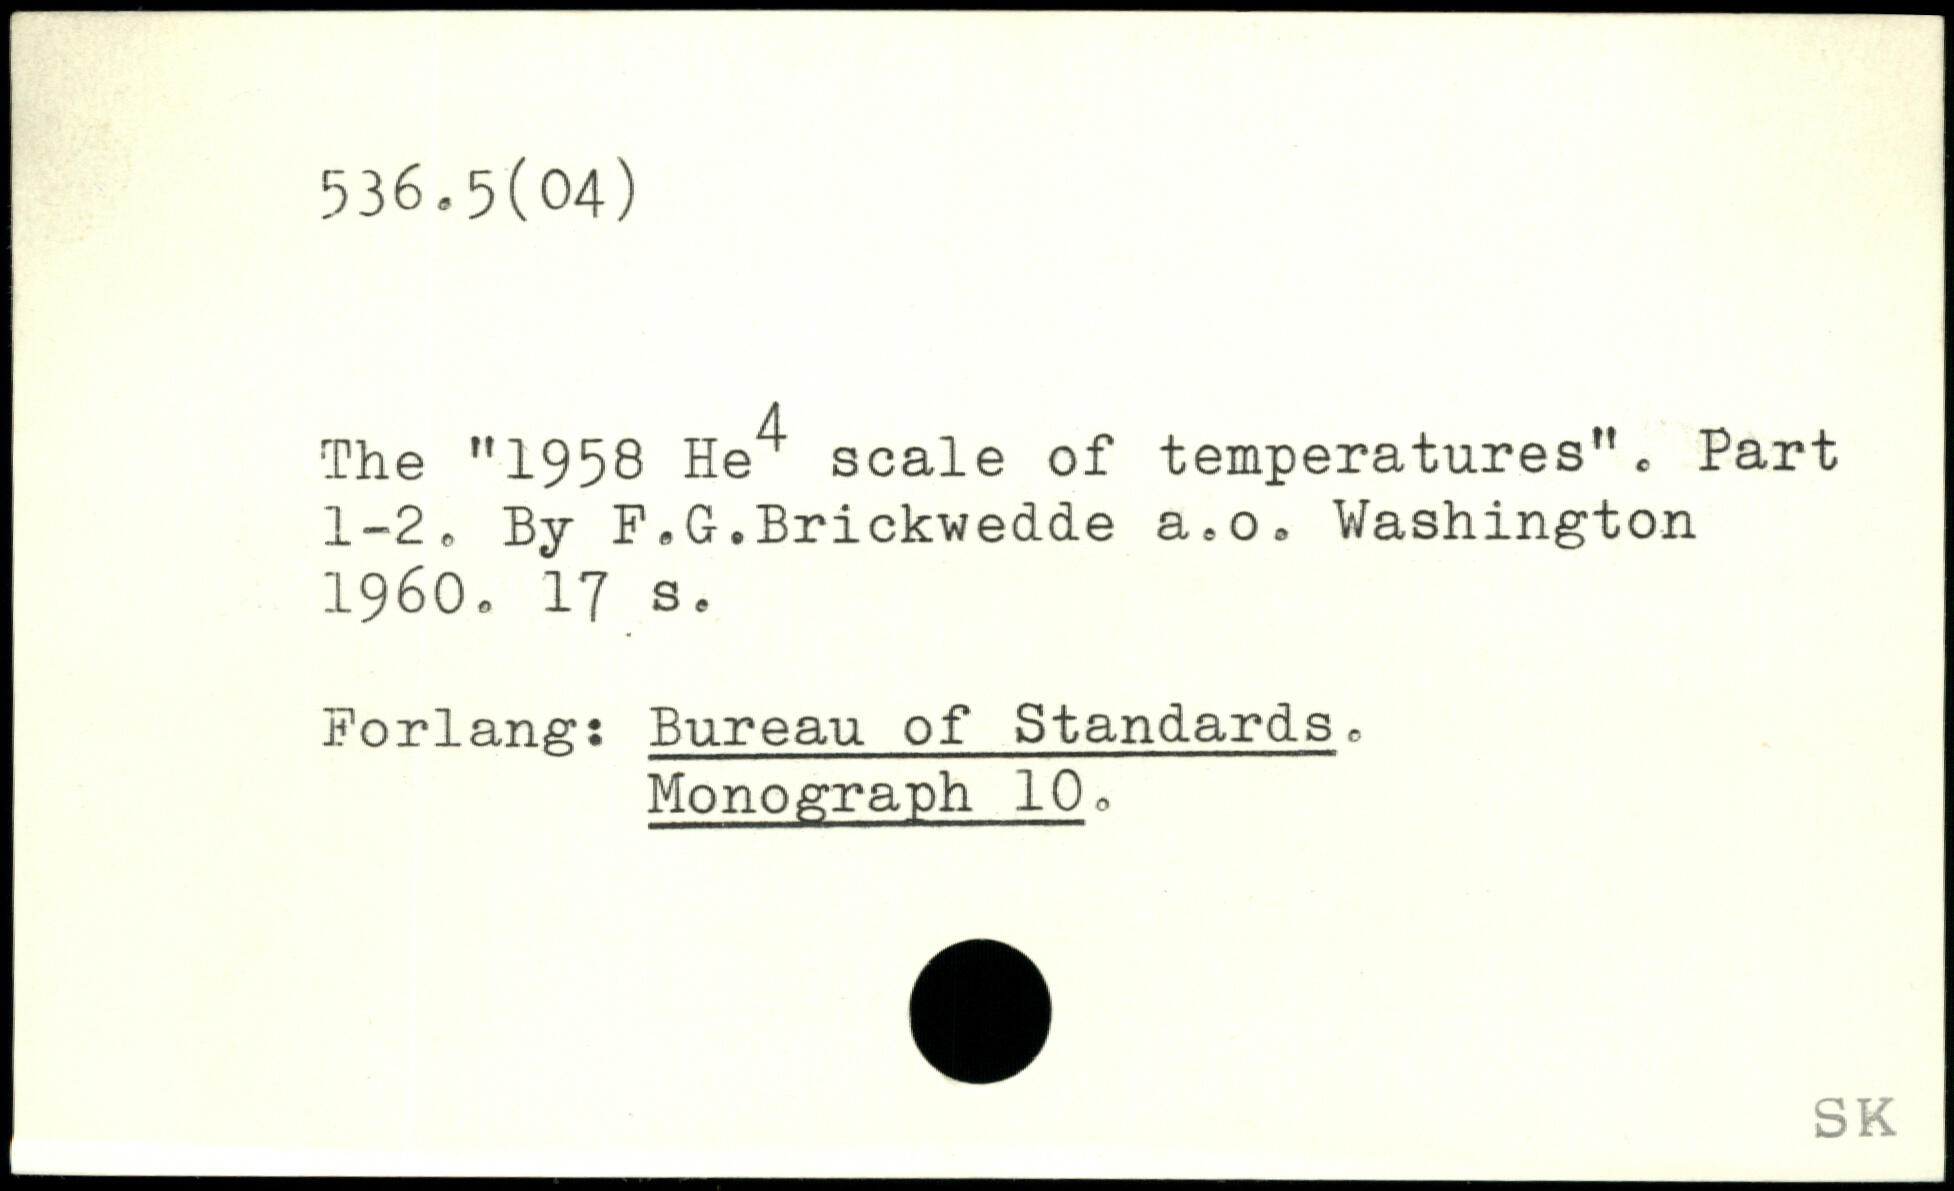 536.5(04)
The "1958 He⁴ scale of temperatures". Part
1-2. By F.G.Brickwedde a.o. Washington
1960. 17 s.
Forlang: Bureau of Standards.
Monograph 10.
SK